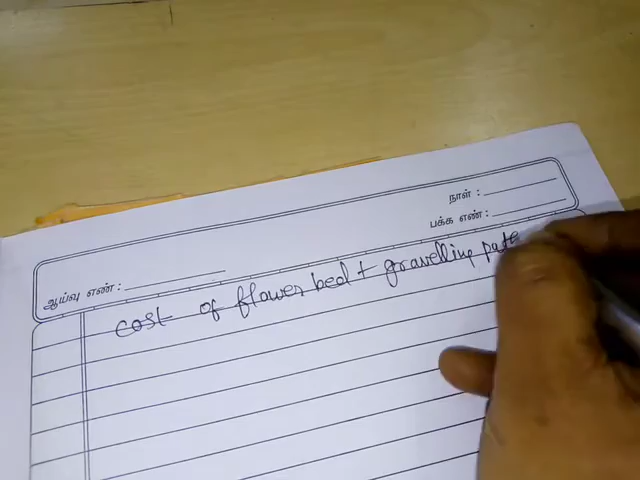 நாள் :
பக்க எண் :
ஆய்வு எண் :
cost of flower bed + gravelling